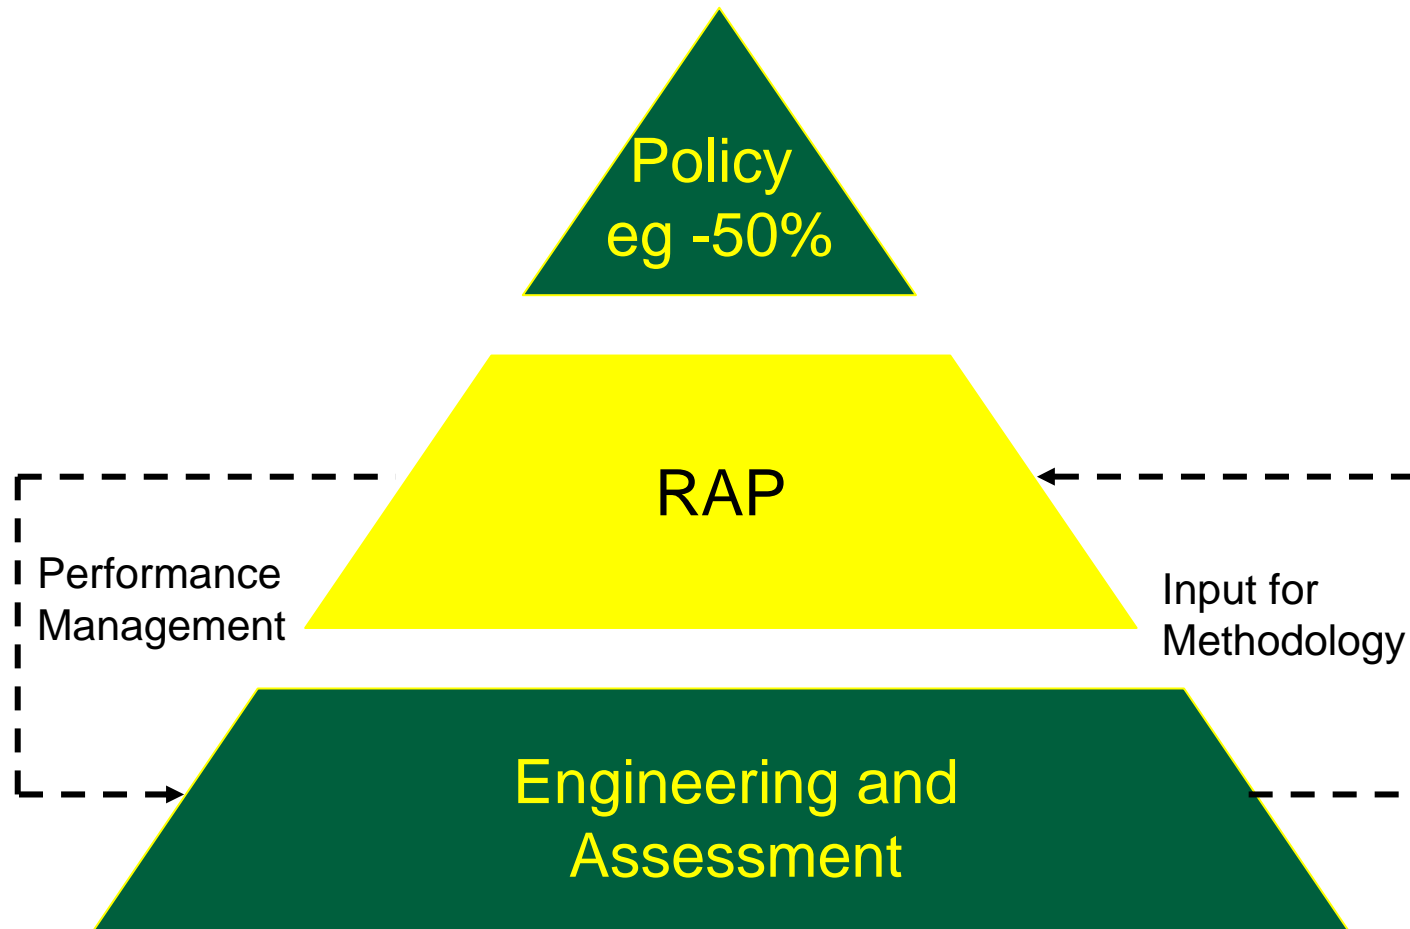 Policy
eg -50%
RAP
Performance
Management
Input for
Methodology
Engineering and
Assessment